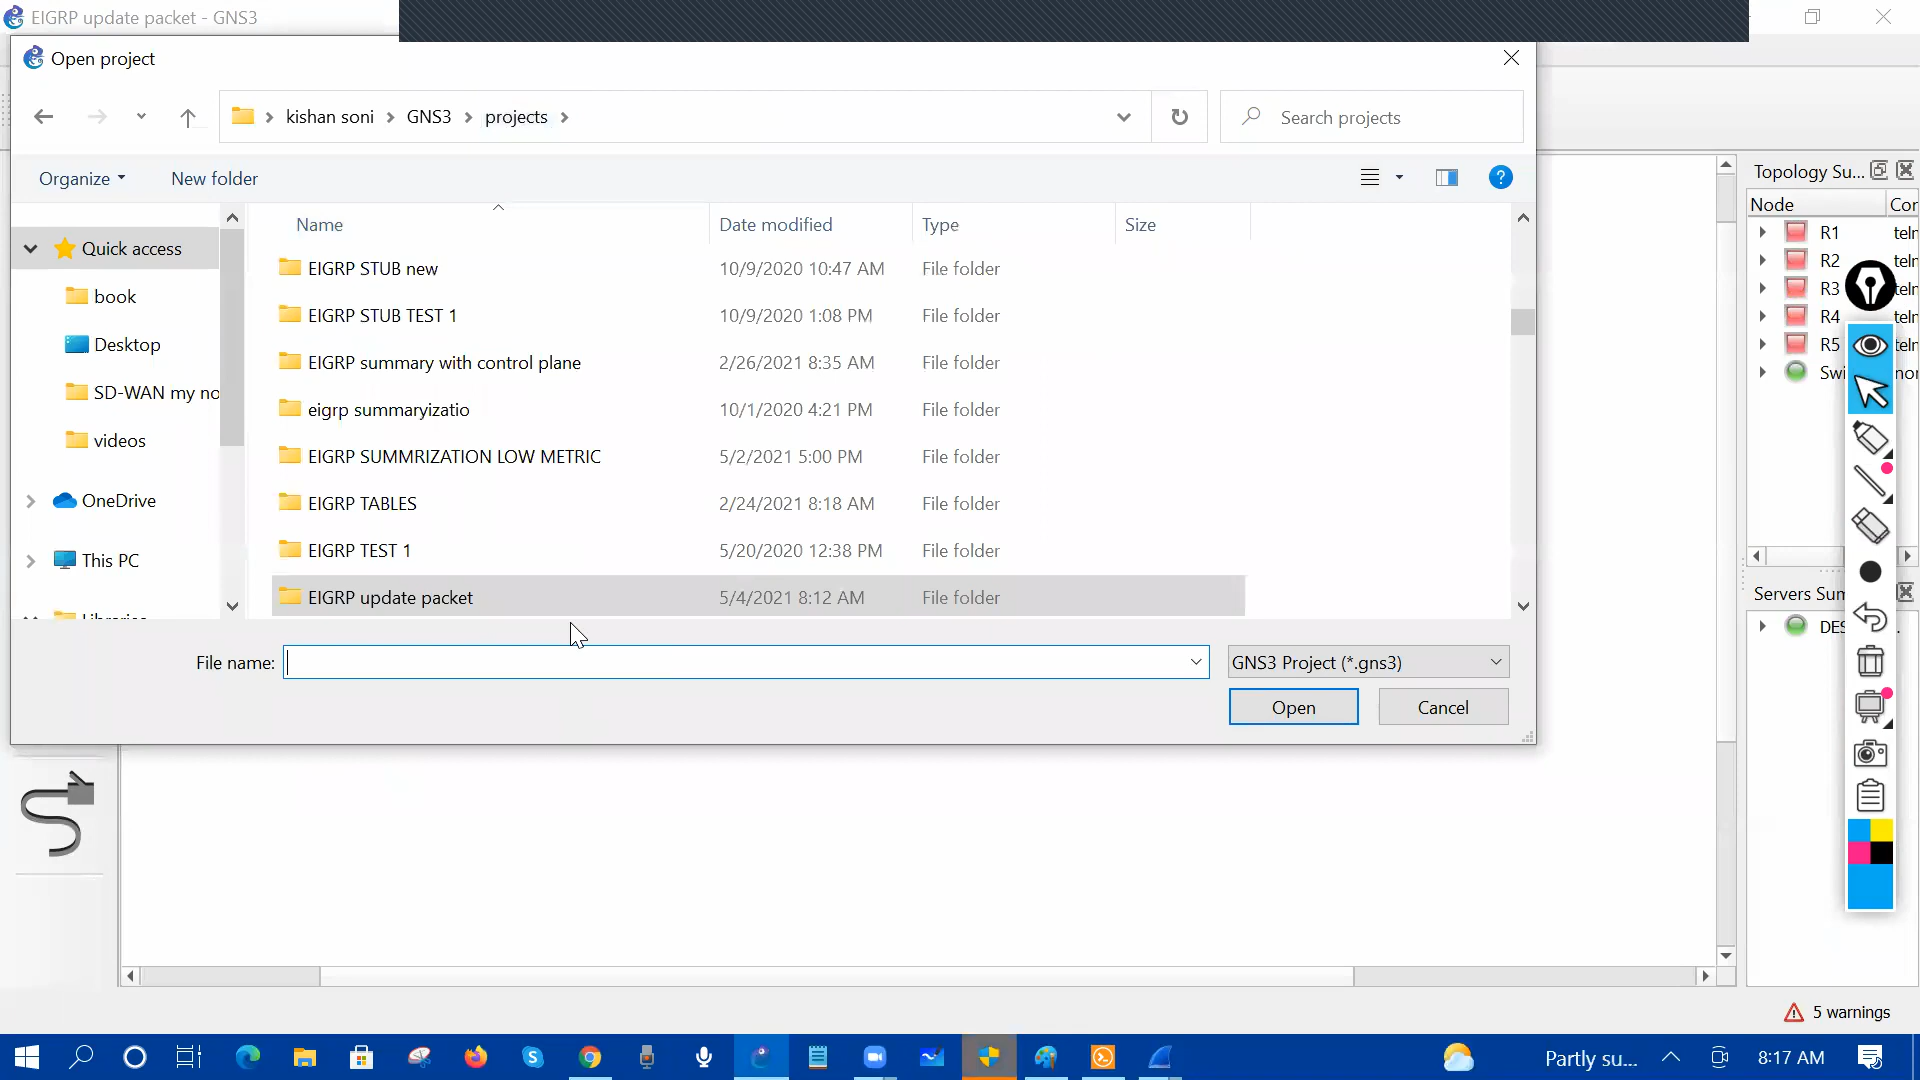 EIGRP update packet - GNS3
Open project
kishan soni
GNS3
projects
Search projects
Organize
New folder
Name
Date modified
Type
Size
Quick access
book
Desktop
SD-WAN my no
videos
OneDrive
This PC
EIGRP STUB new 10/9/2020 10:47 AM File folder
EIGRP STUB TEST 1 10/9/2020 1:08 PM File folder
EIGRP summary with control plane 2/26/2021 8:35 AM File folder
eigrp summaryizatio 10/1/2020 4:21 PM File folder
EIGRP SUMMRIZATION LOW METRIC 5/2/2021 5:00 PM File folder
EIGRP TABLES 2/24/2021 8:18 AM File folder
EIGRP TEST 1 5/20/2020 12:38 PM File folder
EIGRP update packet 5/4/2021 8:12 AM File folder
File name:
GNS3 Project (*.gns3)
Open
Cancel
Topology Su...
Node
Cor
R1 teln
R2
R3 teln
R4 teln
R5 teln
Swi
Servers Sum
DES
5 warnings
Partly su...
8:17 AM